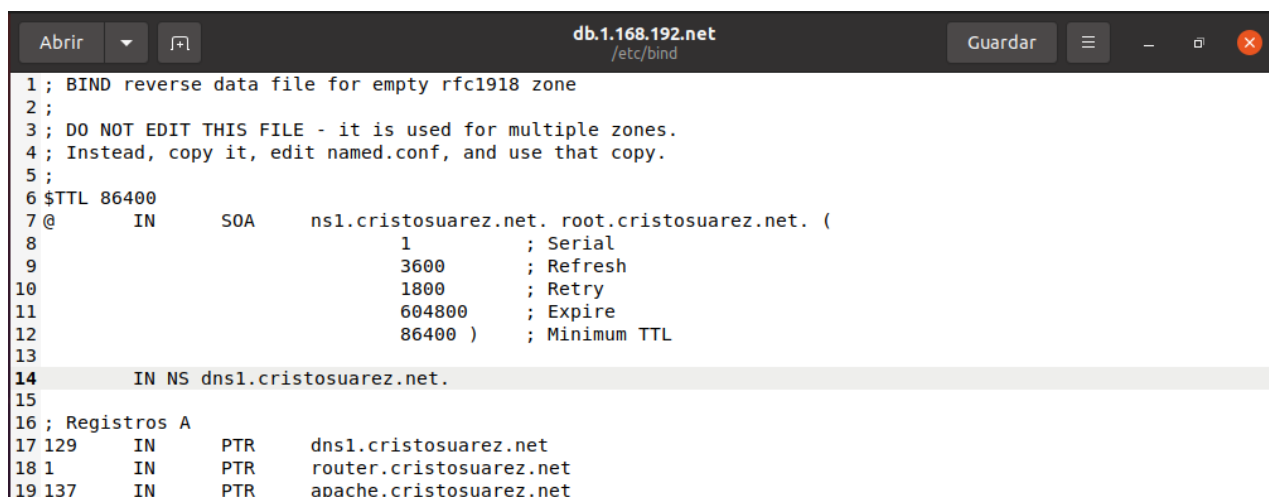 Abrir db.1.168.192.net Guardar
/etc/bind
1 ; BIND reverse data file for empty rfc1918 zone
2 ;
3 ; DO NOT EDIT THIS FILE - it is used for multiple zones.
4 ; Instead, copy it, edit named.conf, and use that copy.
5 ;
6 $TTL 86400
7 @ IN SOA ns1.cristosuarez.net. root.cristosuarez.net. (
8 1 ; Serial
9 3600 ; Refresh
10 1800 ; Retry
11 604800 ; Expire
12 86400 ) ; Minimum TTL
13
14 IN NS dns1.cristosuarez.net.
15
16 ; Registros A
17 129 IN PTR dns1.cristosuarez.net
18 1 IN PTR router.cristosuarez.net
19 137 IN PTR apache.cristosuarez.net